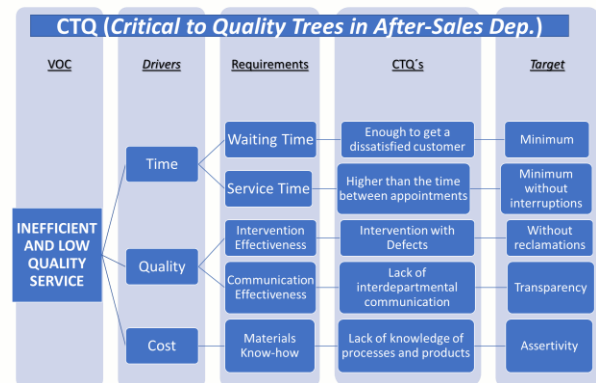 CTQ (Critical to Quality Trees in After-Sales Dep.)
VOC
Drivers
Requirements
CTQ´s
Target
INEFFICIENT
AND LOW
QUALITY
SERVICE
Time
Waiting Time
Enough to get a
dissatisfied customer
Minimum
Service Time
Higher than the time
between appointments
Minimum
without
interruptions
Quality
Intervention
Effectiveness
Intervention with
Defects
Without
reclamations
Communication
Effectiveness
Lack of
interdepartmental
communication
Transparency
Cost
Materials
Know-how
Lack of knowledge of
processes and products
Assertivity